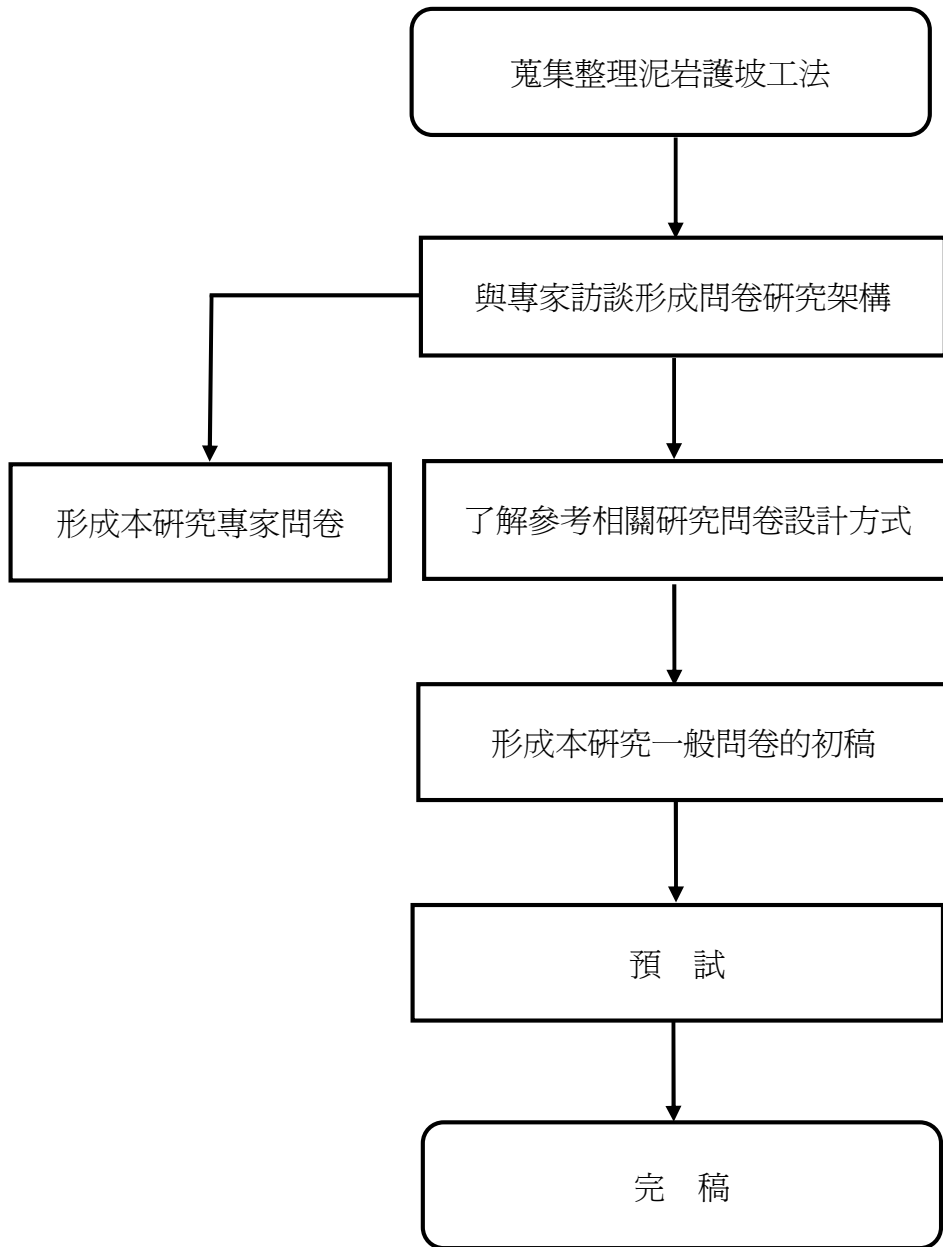 蒐集整理泥岩護坡工法
與專家訪談形成問卷研究架構
形成本研究專家問卷
了解參考相關研究問卷設計方式
形成本研究一般問卷的初稿
預 試
完 稿